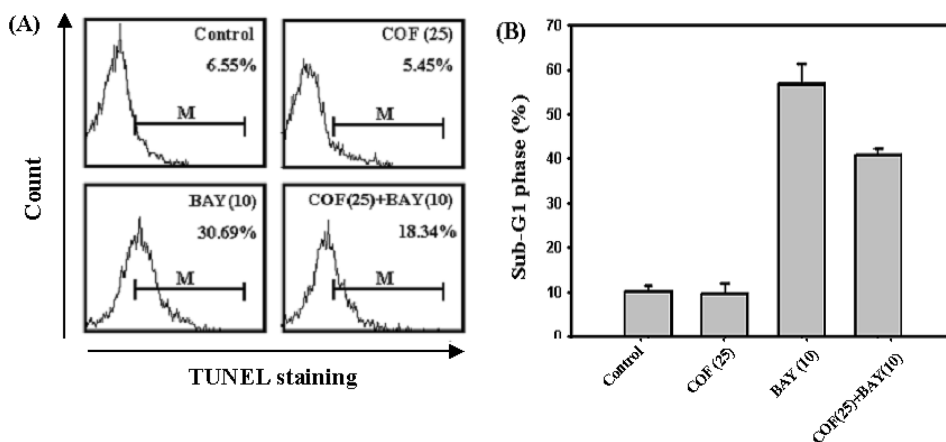 (A)
Count
Control
6.55%
M
COF (25)
5.45%
M
BAY (10)
30.69%
M
COF(25)+BAY(10)
18.34%
M
TUNEL staining
(B)
Sub-G1 phase (%)
70
60
50
40
30
20
10
0
Control
COF (25)
BAY (10)
COF(25)+BAY(10)